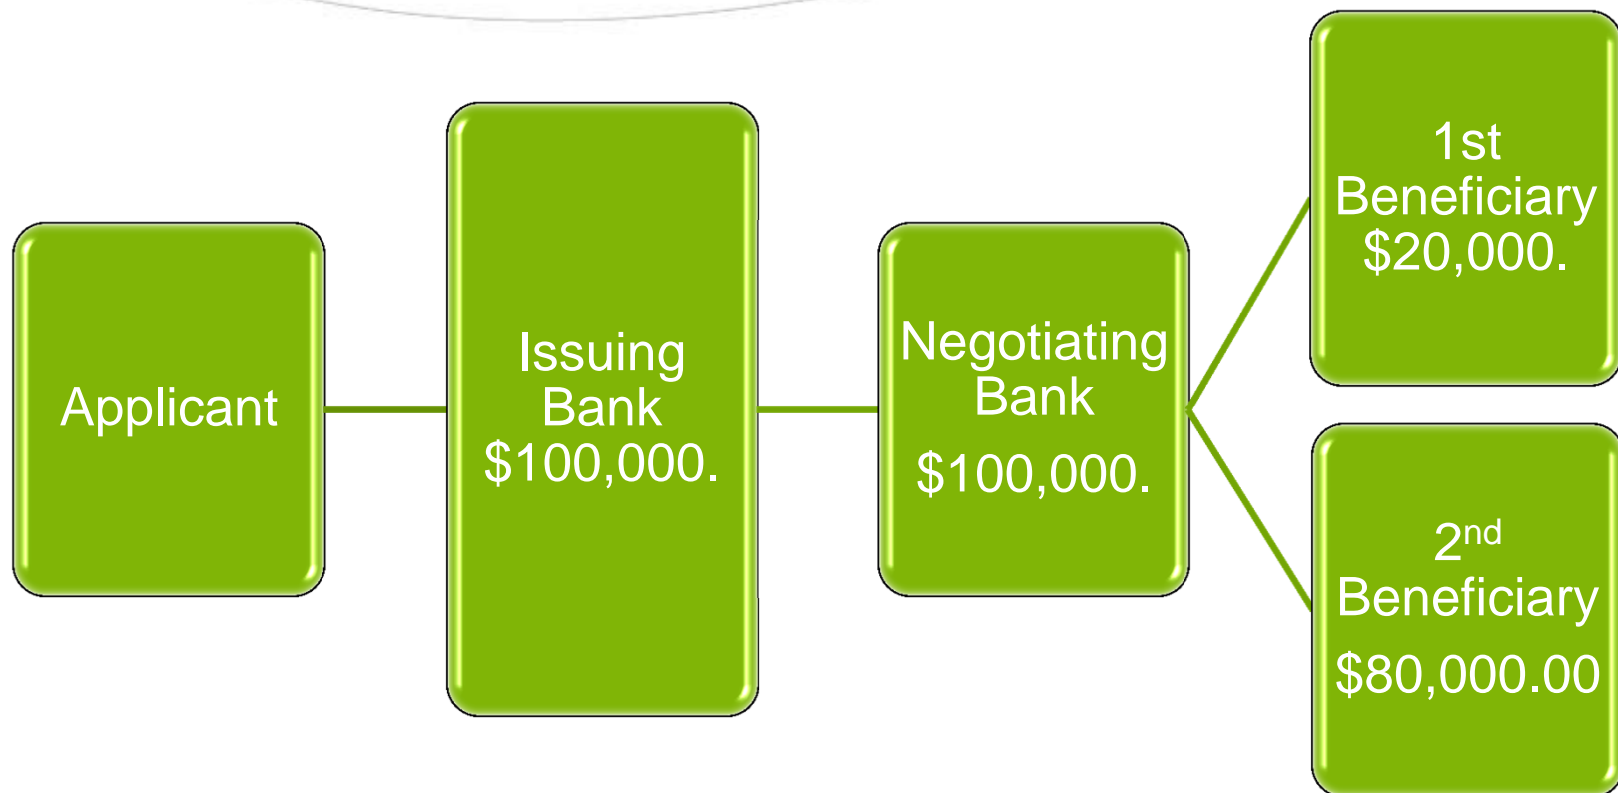 Applicant
Issuing
Bank
$100,000.
Negotiating
Bank
$100,000.
1st
Beneficiary
$20,000.
2nd
Beneficiary
$80,000.00